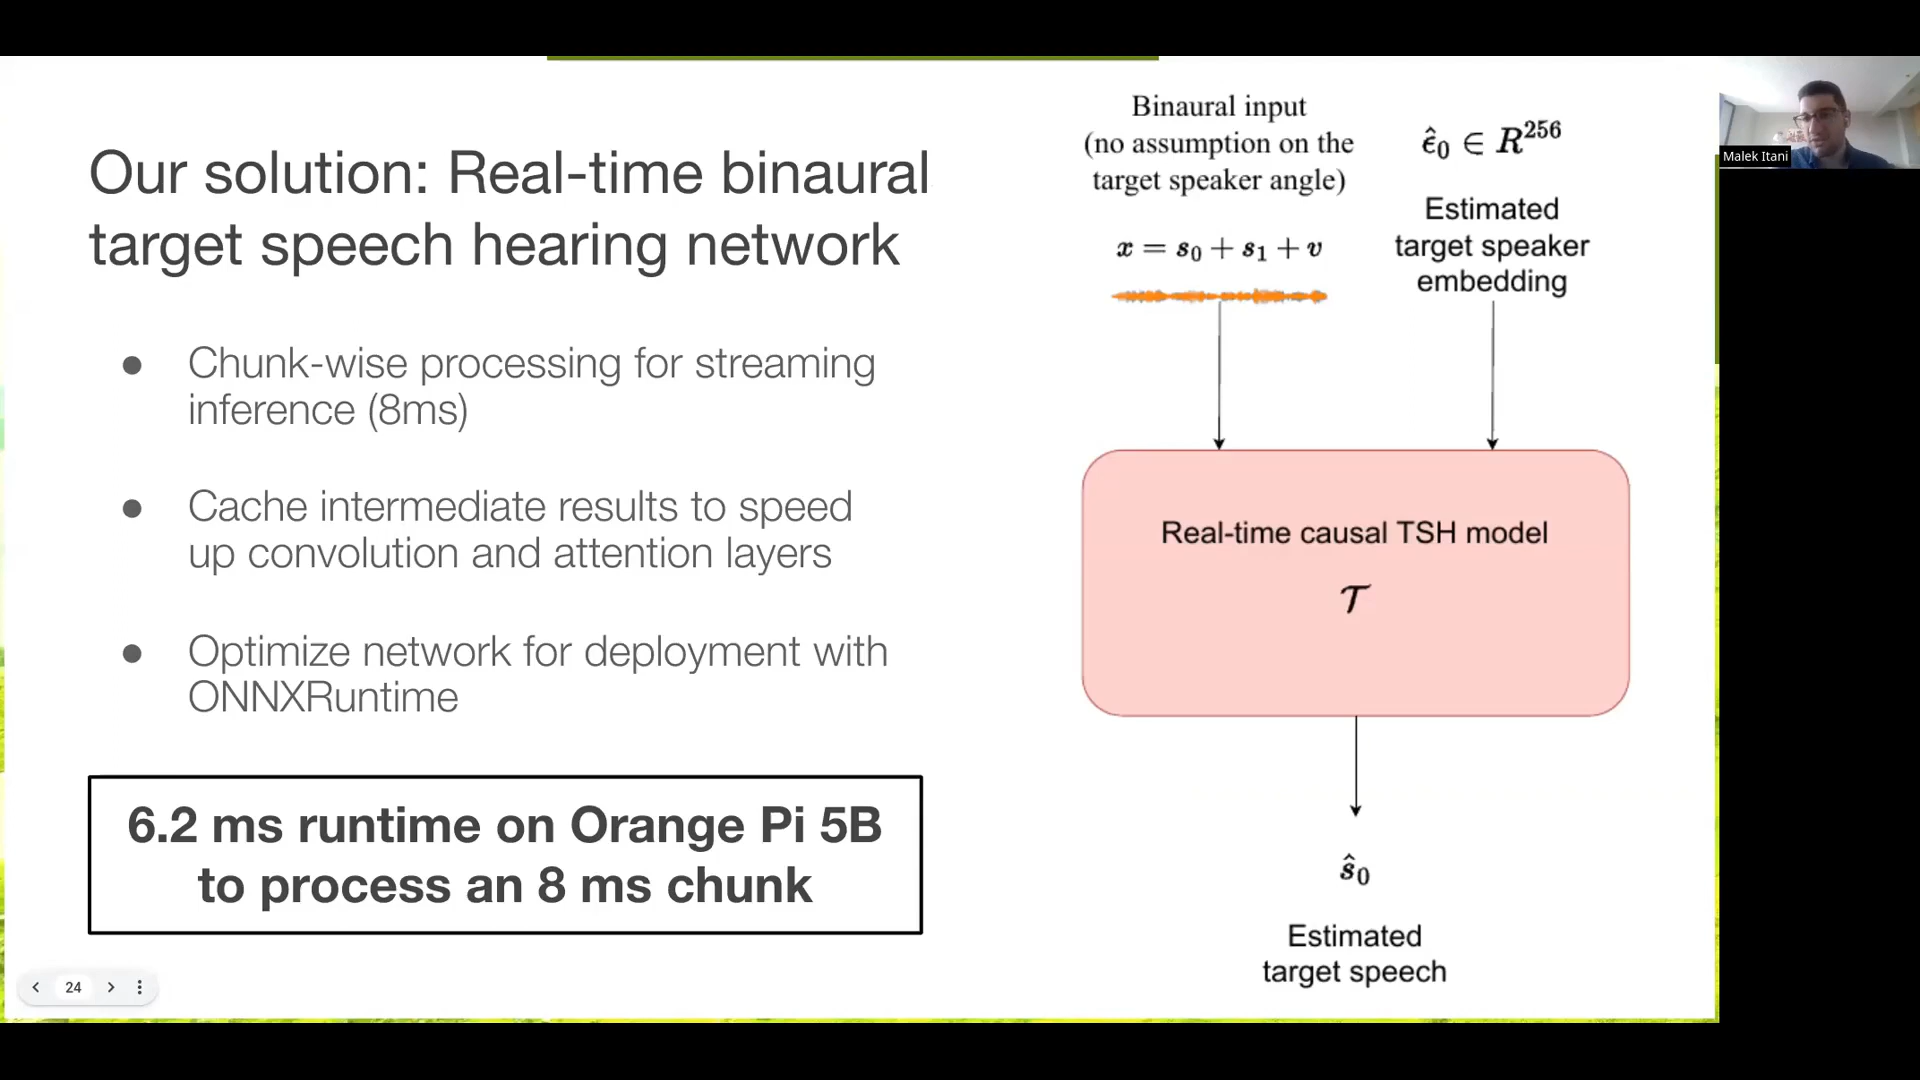 Our solution: Real-time binaural
target speech hearing network
● Chunk-wise processing for streaming
inference (8ms)
● Cache intermediate results to speed
up convolution and attention layers
● Optimize network for deployment with
ONNXRuntime
6.2 ms runtime on Orange Pi 5B
to process an 8 ms chunk
24
Binaural input
(no assumption on the
target speaker angle)
x = s₀ + s₁ + v
ê₀ ∈ R²⁵⁶
Estimated
target speaker
embedding
Real-time causal TSH model
𝒯
ŝ₀
Estimated
target speech
Malek Itani